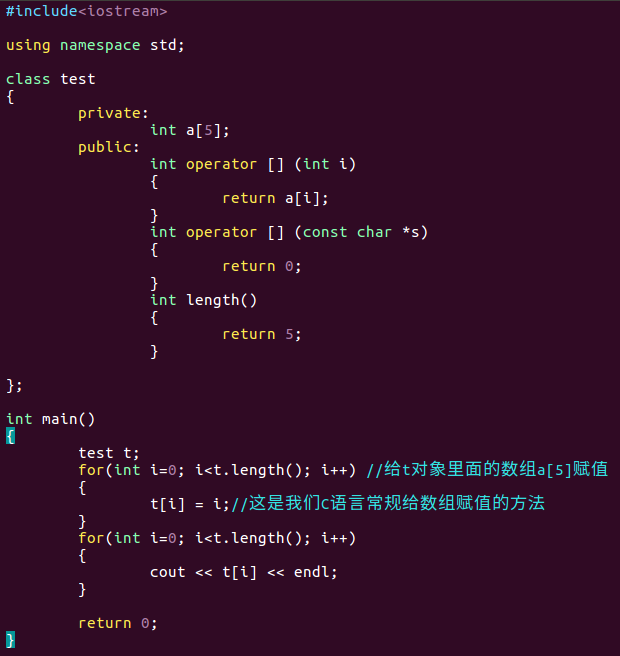 #include<iostream>
using namespace std;
class test
{
private:
int a[5];
public:
int operator [] (int i)
{
return a[i];
}
int operator [] (const char *s)
{
return 0;
}
int length()
{
return 5;
}
};
int main()
{
test t;
for(int i=0; i<t.length(); i++) //给t对象里面的数组a[5]赋值
{
t[i] = i;//这是我们C语言常规给数组赋值的方法
}
for(int i=0; i<t.length(); i++)
{
cout << t[i] << endl;
}
return 0;
}